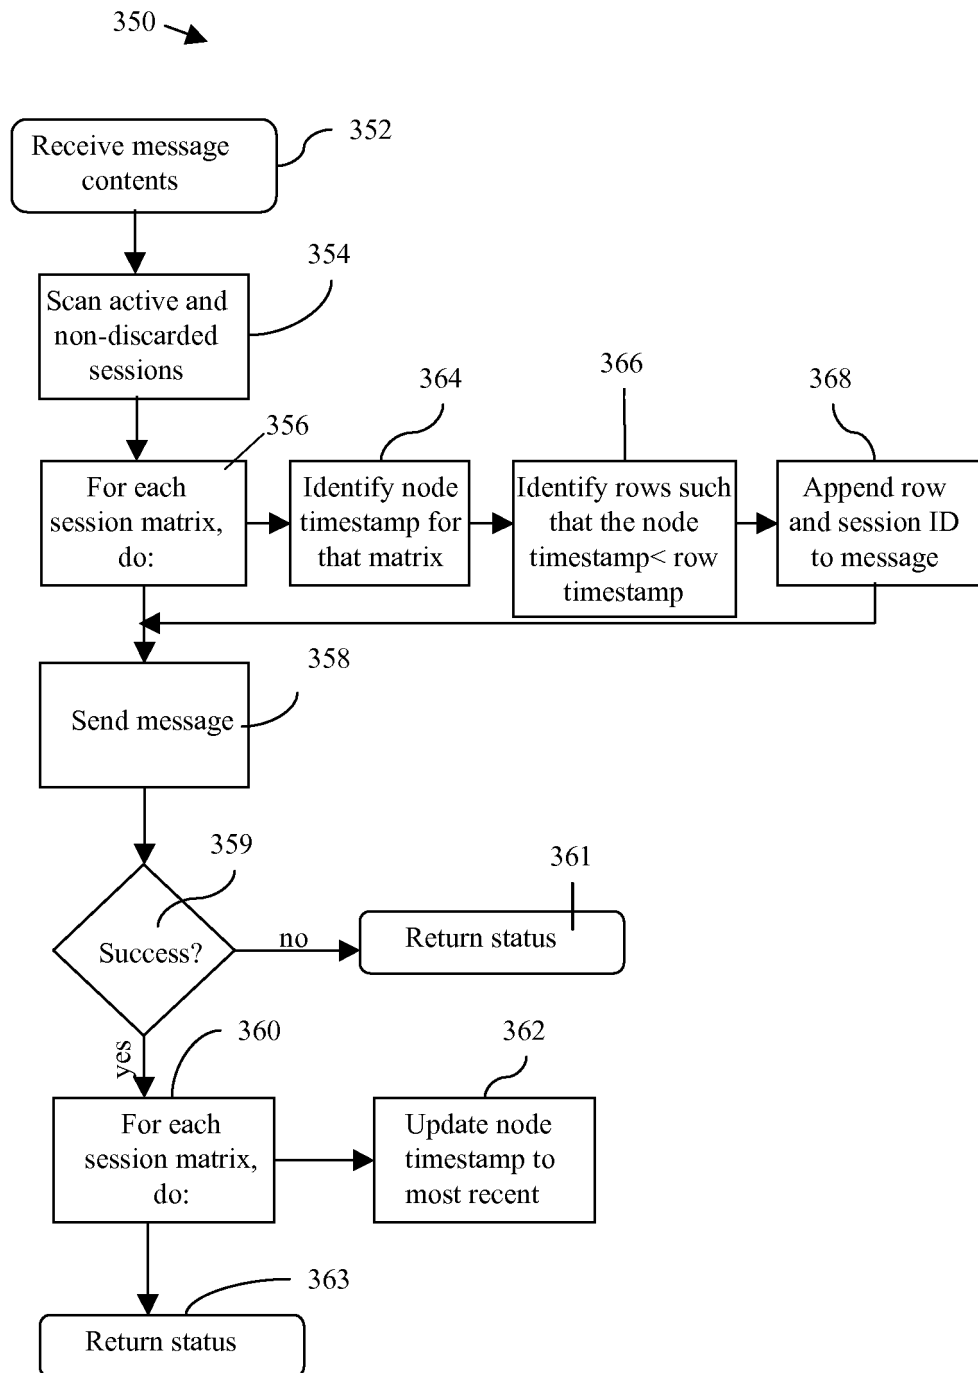 350
Receive message
contents
352
354
Scan active and
non-discarded
sessions
356
364
366
368
For each
session matrix,
do:
Identify node
timestamp for
that matrix
Identify rows such
that the node
timestamp< row
timestamp
Append row
and session ID
to message
358
Send message
359
361
Success?
no
Return status
yes
360
362
For each
session matrix,
do:
Update node
timestamp to
most recent
363
Return status